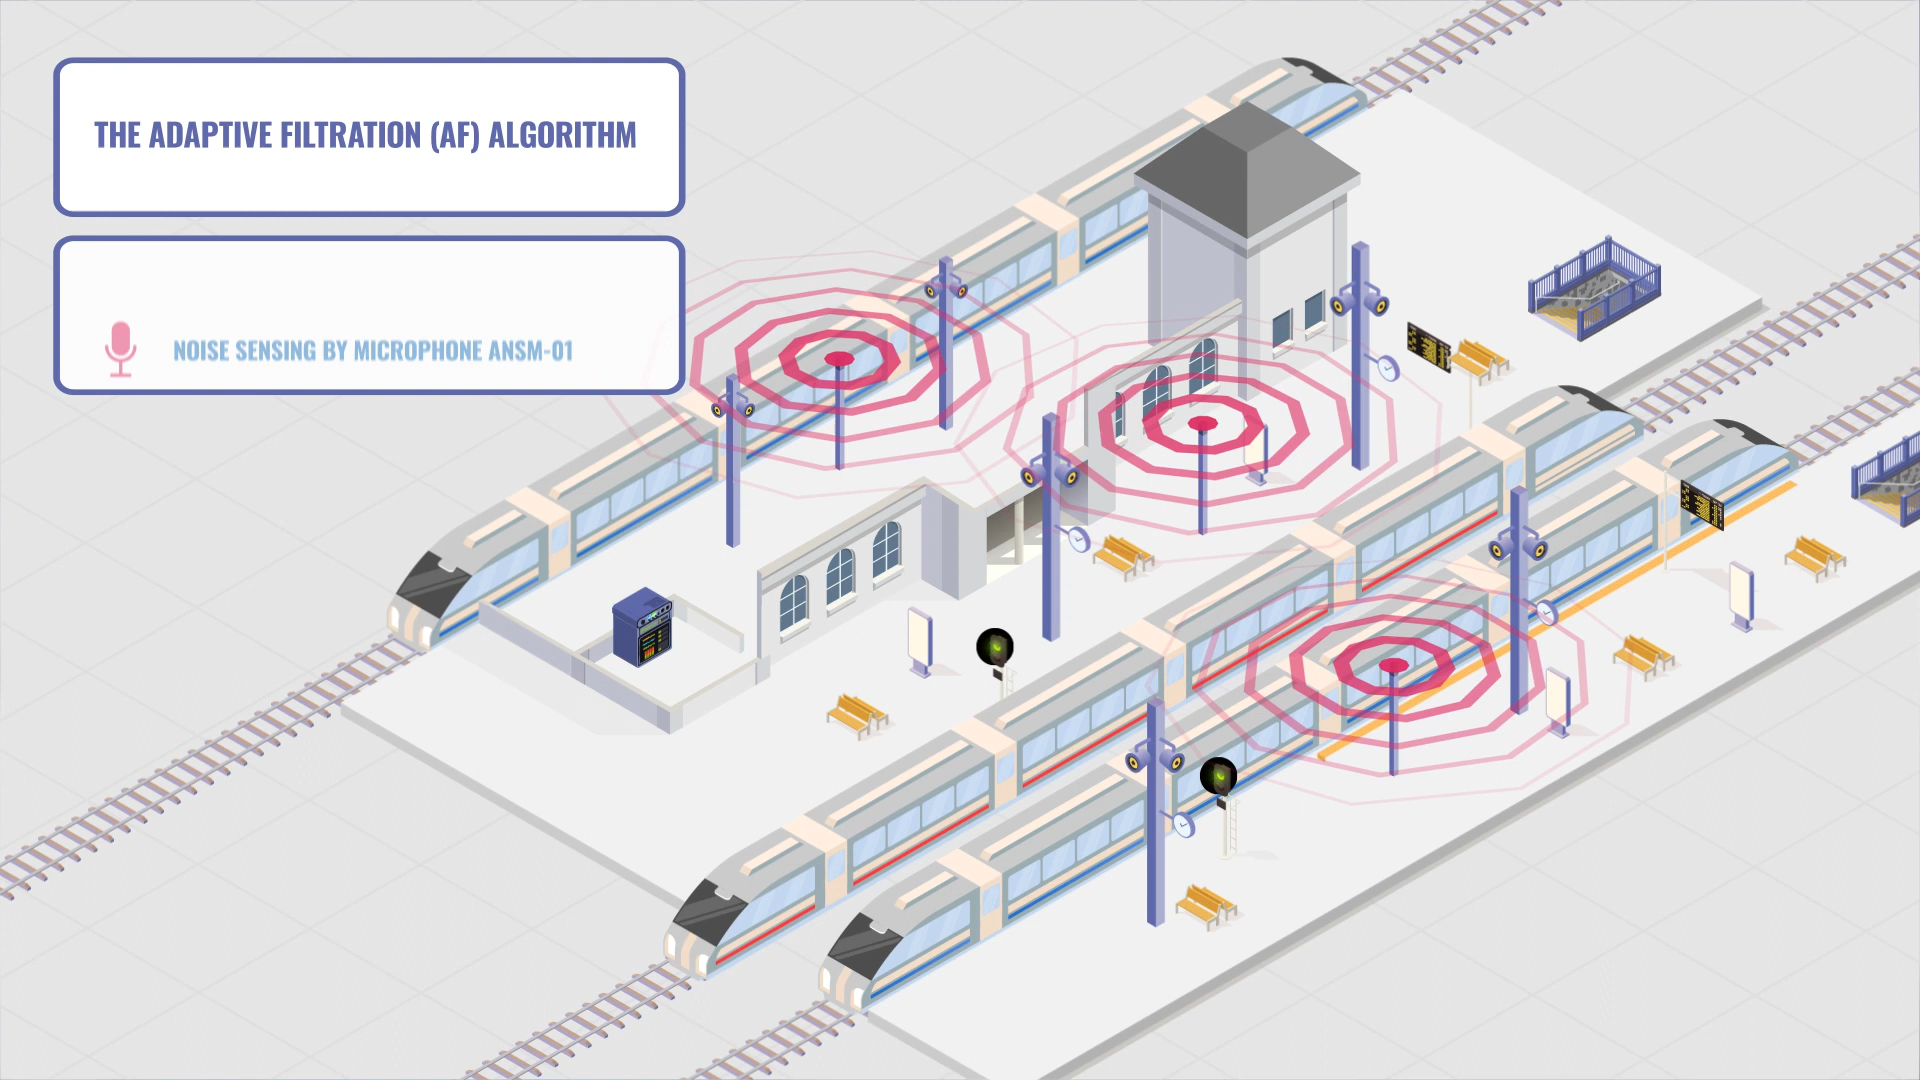 THE ADAPTIVE FILTRATION (AF) ALGORITHM
NOISE SENSING BY MICROPHONE ANSM-01